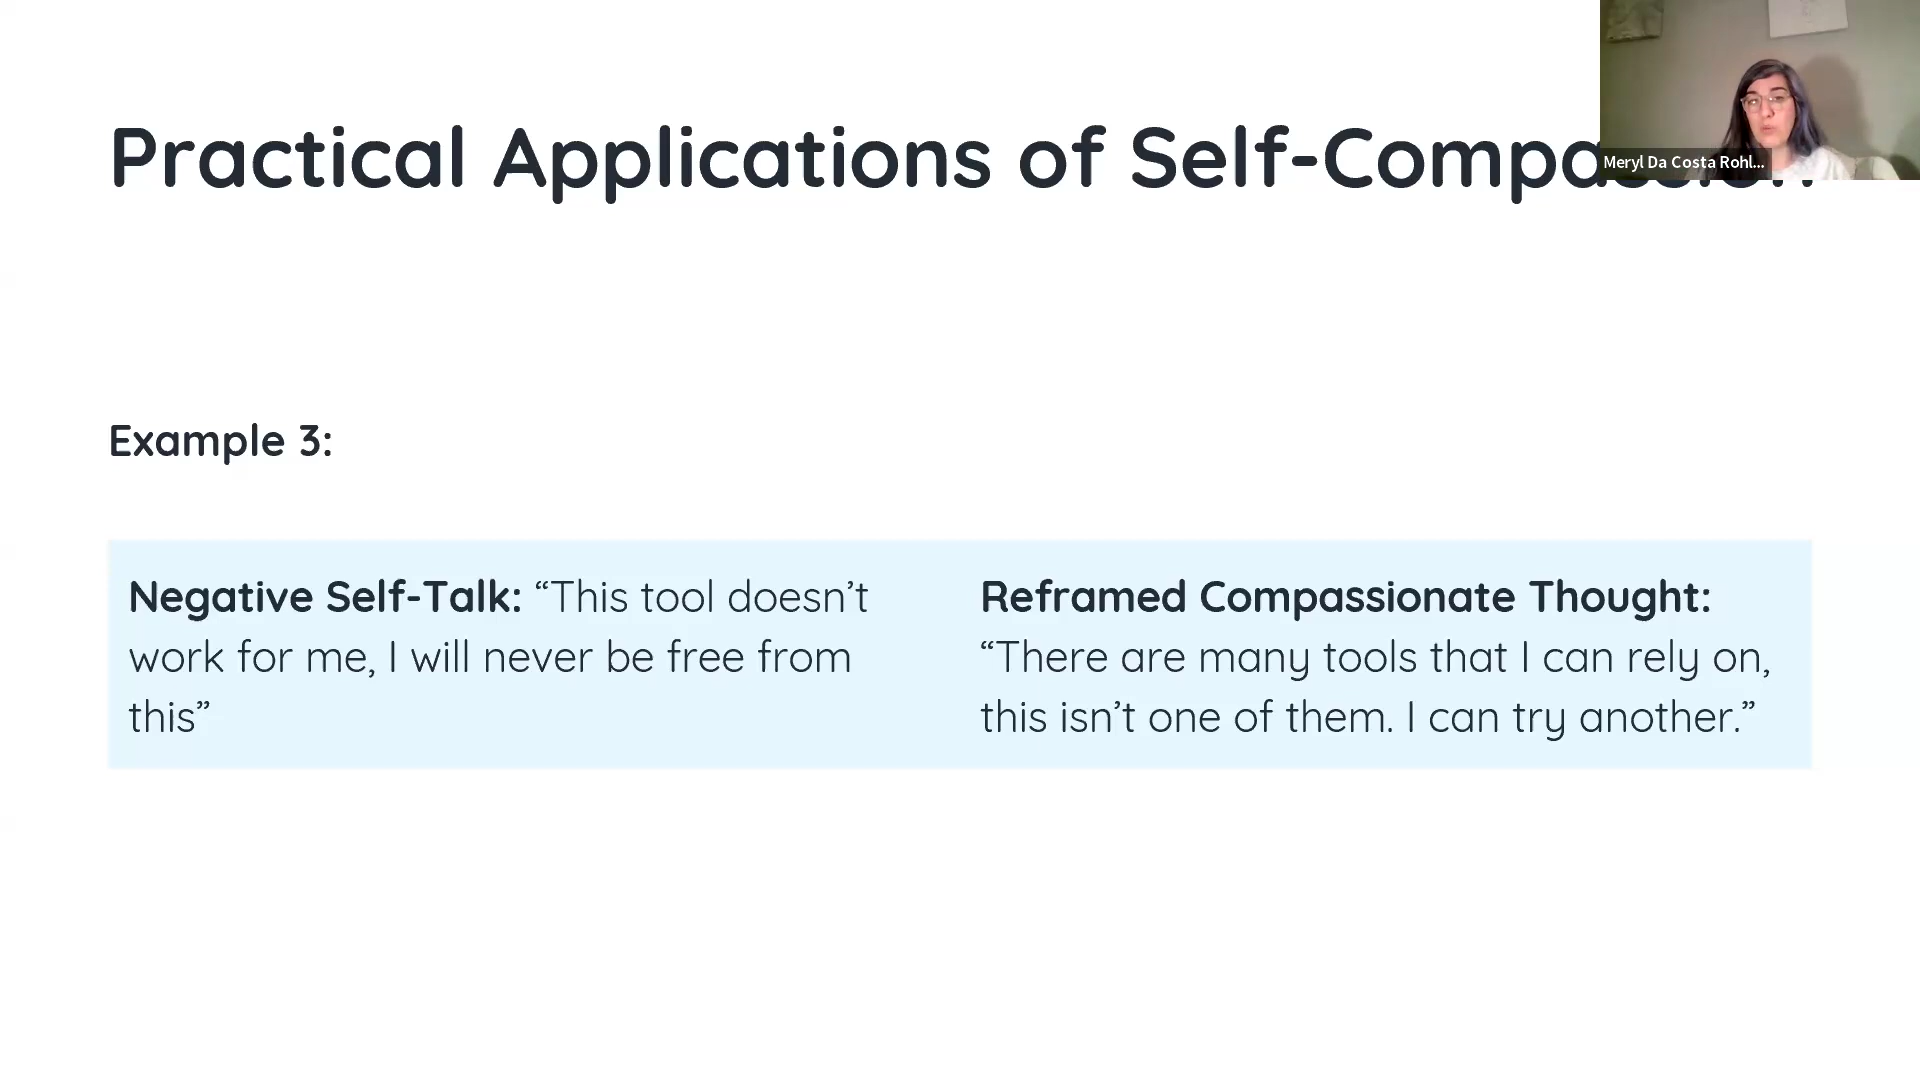 Practical Applications of Self-Compassion
Meryl Da Costa Rohl...
Example 3:
Negative Self-Talk: “This tool doesn’t
work for me, I will never be free from
this”
Reframed Compassionate Thought:
“There are many tools that I can rely on,
this isn’t one of them. I can try another.”